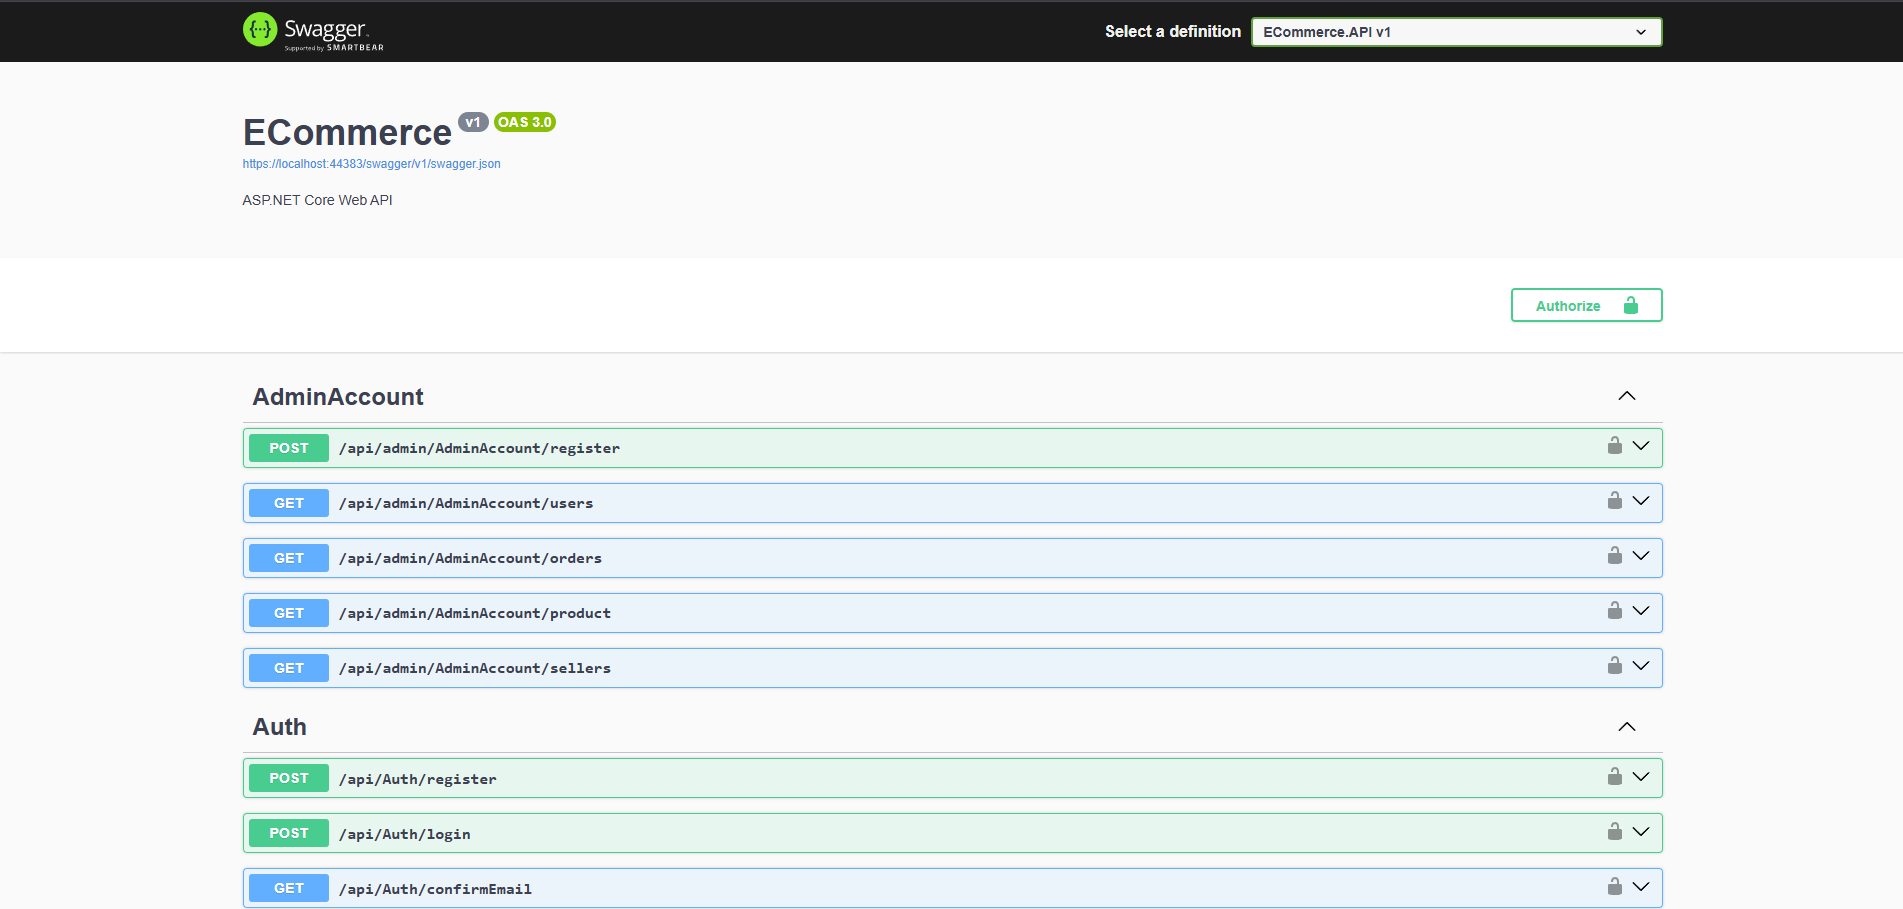 Swagger
Supported by SMARTBEAR
Select a definition
ECommerce.API v1
ECommerce v1 OAS 3.0
https://localhost:44383/swagger/v1/swagger.json
ASP.NET Core Web API
Authorize
AdminAccount
POST /api/admin/AdminAccount/register
GET /api/admin/AdminAccount/users
GET /api/admin/AdminAccount/orders
GET /api/admin/AdminAccount/product
GET /api/admin/AdminAccount/sellers
Auth
POST /api/Auth/register
POST /api/Auth/login
GET /api/Auth/confirmEmail